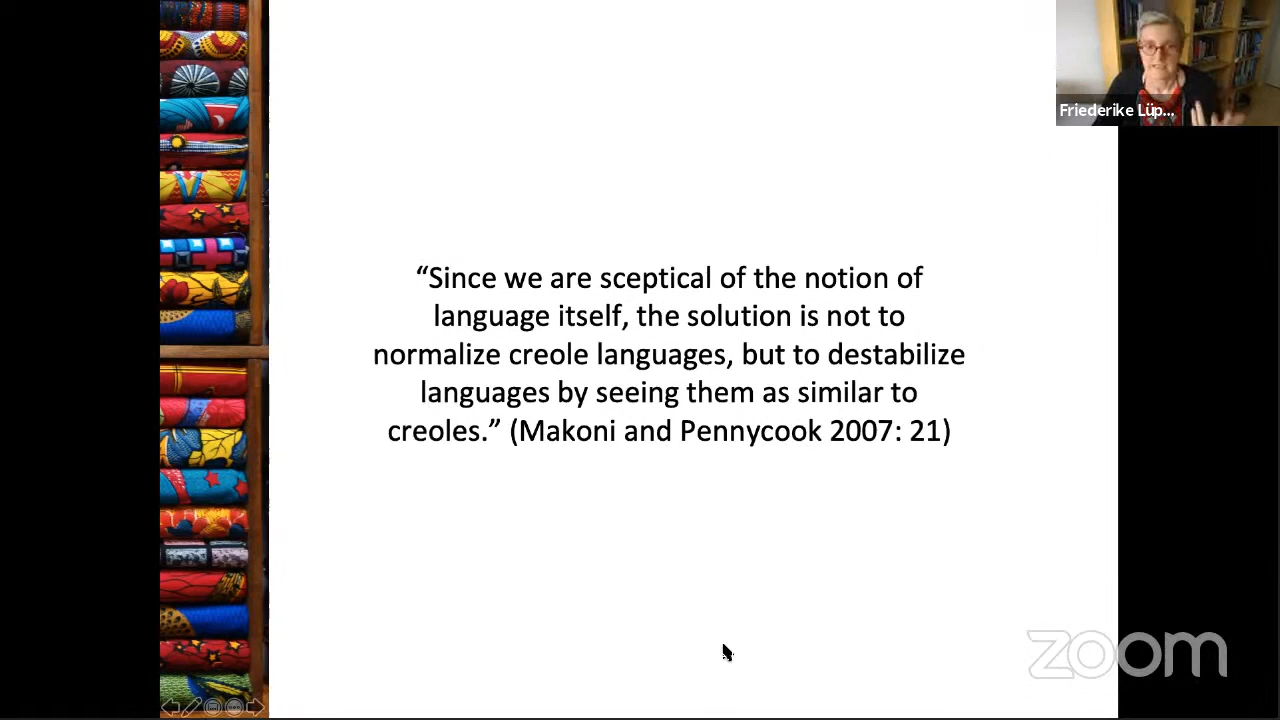 Friederike Lüp...
“Since we are sceptical of the notion of
language itself, the solution is not to
normalize creole languages, but to destabilize
languages by seeing them as similar to
creoles.” (Makoni and Pennycook 2007: 21)
zoom